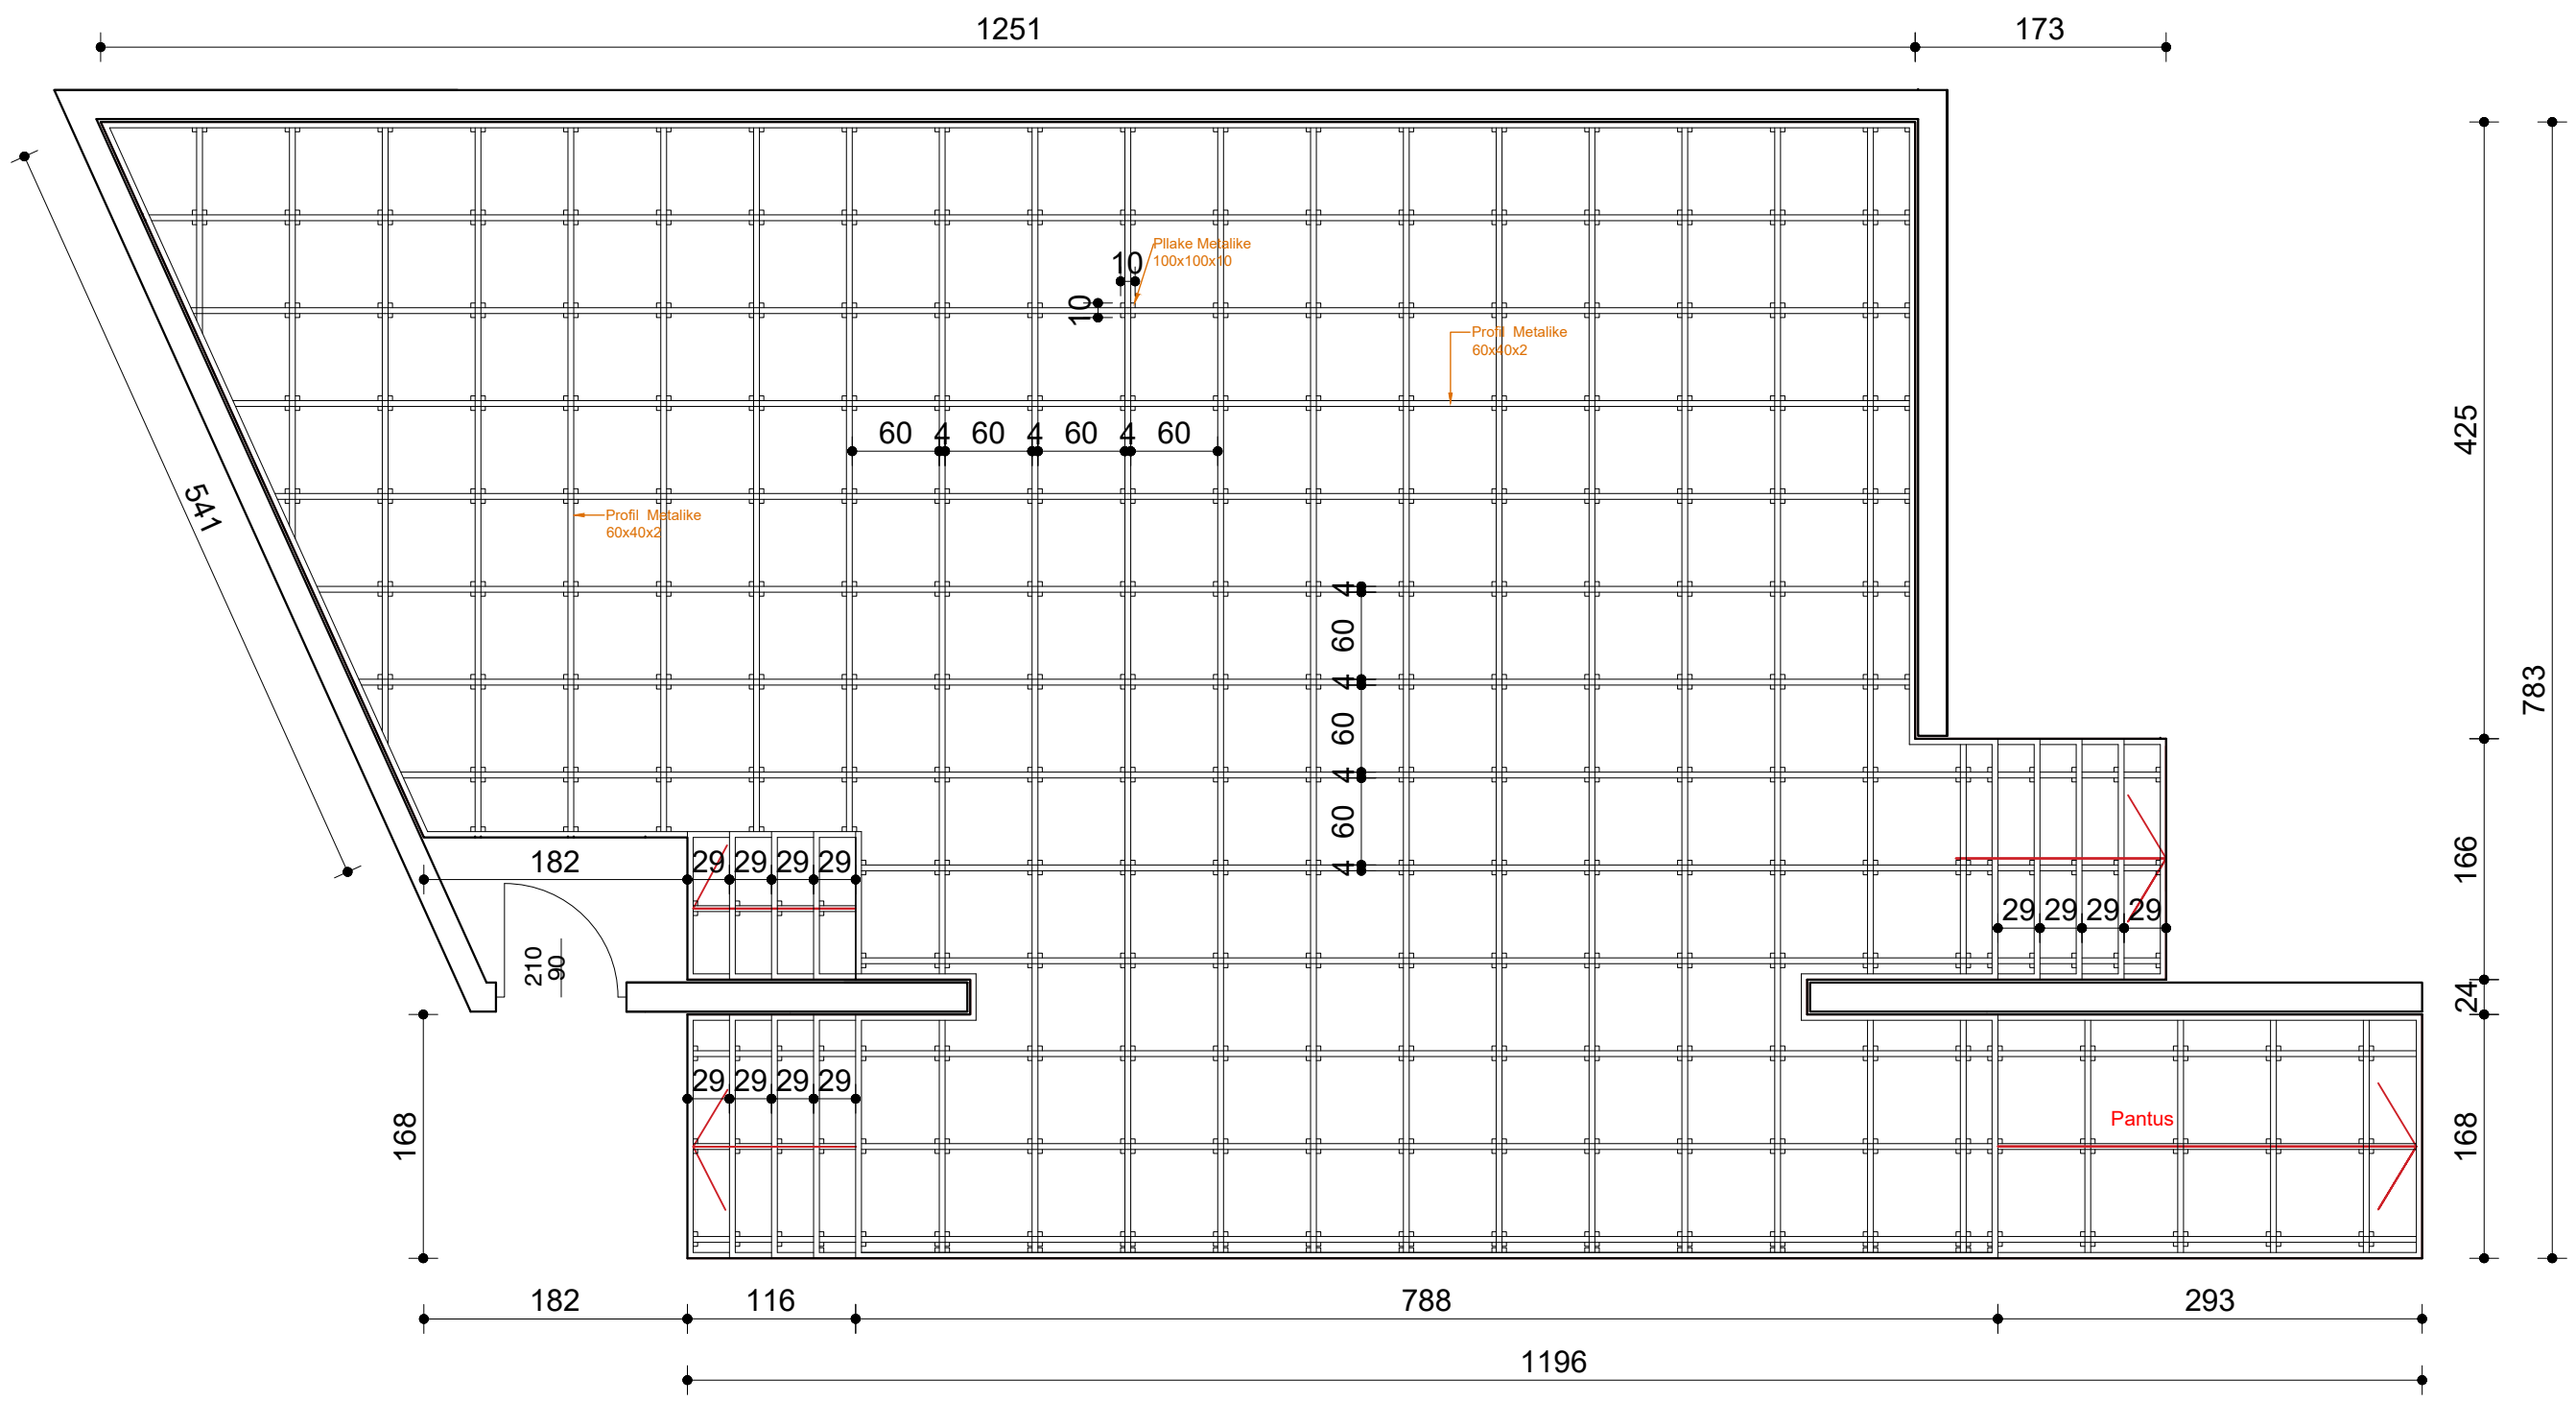 1251
173
Pllake Metalike
100x100x10
10
10
Profil Metalike
60x40x2
425
60 4 60 4 60 4 60
783
541
Profil Metalike
60x40x2
4
60
4
60
4
60
4
182
29 29 29 29
166
29 29 29 29
210
90
24
29 29 29 29
168
Pantus
168
182
116
788
293
1196